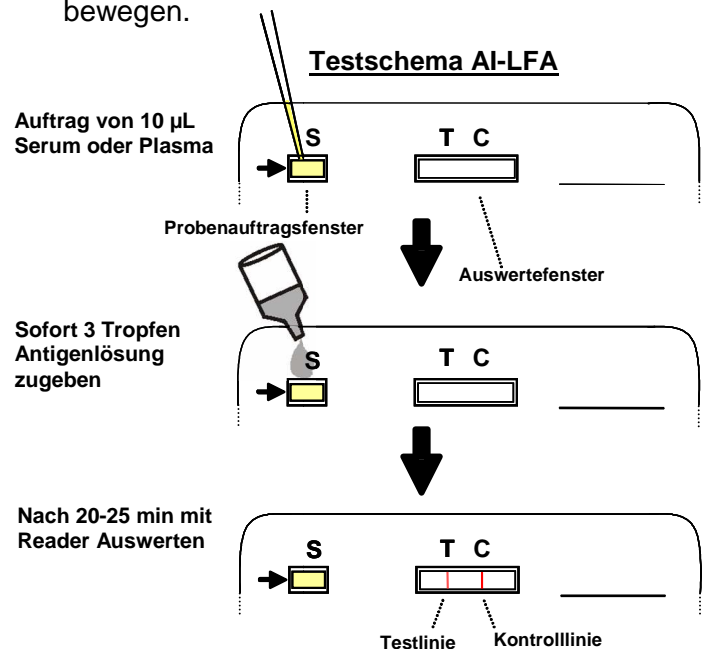 bewegen.
Testschema AI-LFA
Auftrag von 10 µL
Serum oder Plasma
S
T C
Probenauftragsfenster
Auswertefenster
Sofort 3 Tropfen
Antigenlösung
zugeben
S
T C
Nach 20-25 min mit
Reader Auswerten
S
T C
Testlinie
Kontrolllinie